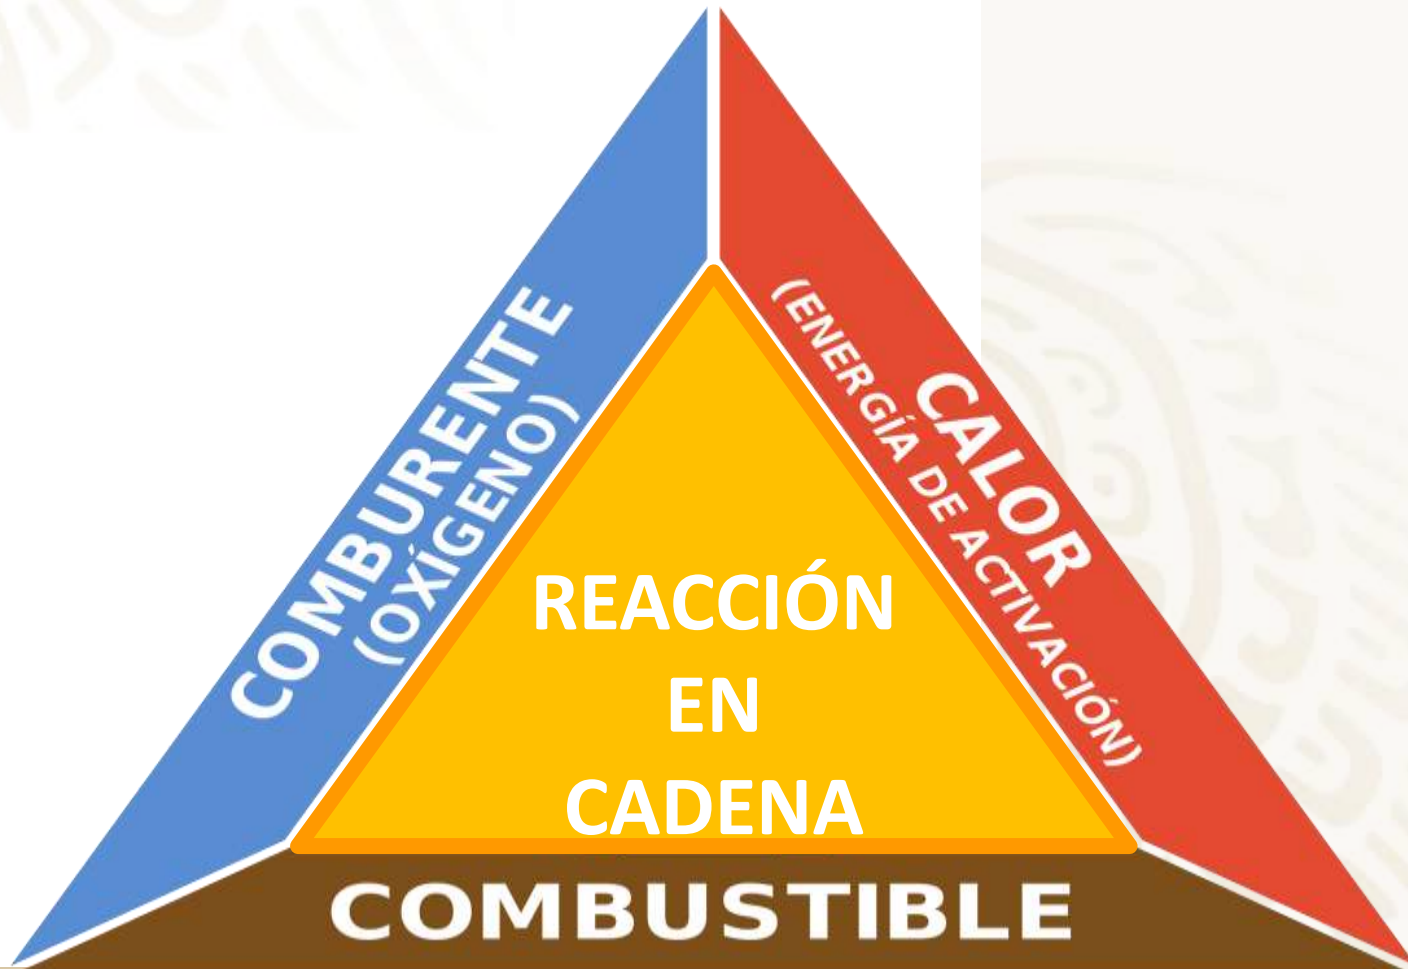 COMBURENTE
(OXÍGENO)
CALOR
(ENERGÍA DE ACTIVACIÓN)
REACCIÓN
EN
CADENA
COMBUSTIBLE